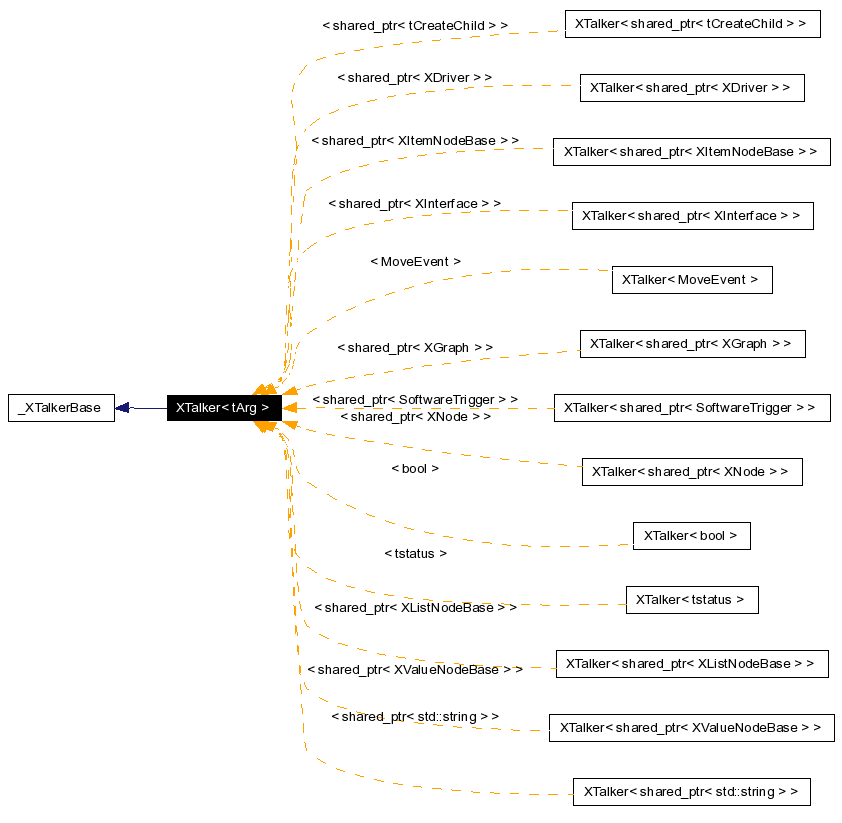 < shared_ptr< tCreateChild > >
XTalker< shared_ptr< tCreateChild > >
< shared_ptr< XDriver > >
XTalker< shared_ptr< XDriver > >
< shared_ptr< XItemNodeBase > >
XTalker< shared_ptr< XItemNodeBase > >
< shared_ptr< XInterface > >
XTalker< shared_ptr< XInterface > >
< MoveEvent >
XTalker< MoveEvent >
< shared_ptr< XGraph > >
XTalker< shared_ptr< XGraph > >
_XTalkerBase
XTalker< tArg >
< shared_ptr< SoftwareTrigger > >
XTalker< shared_ptr< SoftwareTrigger > >
< shared_ptr< XNode > >
XTalker< shared_ptr< XNode > >
< bool >
XTalker< bool >
< tstatus >
XTalker< tstatus >
< shared_ptr< XListNodeBase > >
XTalker< shared_ptr< XListNodeBase > >
< shared_ptr< XValueNodeBase > >
XTalker< shared_ptr< XValueNodeBase > >
< shared_ptr< std::string > >
XTalker< shared_ptr< std::string > >